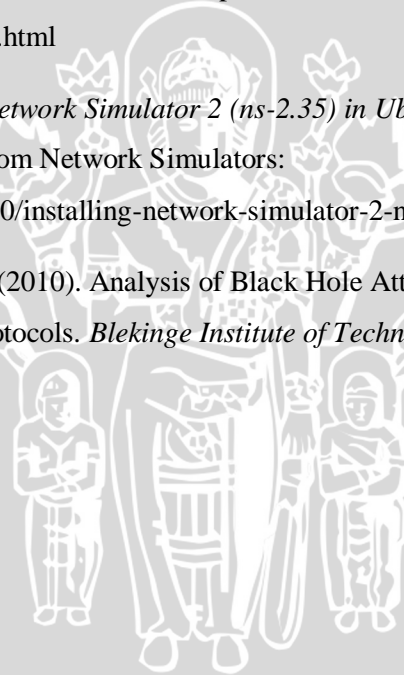 .html
etwork Simulator 2 (ns-2.35) in Ub
om Network Simulators:
0/installing-network-simulator-2-n
(2010). Analysis of Black Hole Att
otocols. Blekinge Institute of Techn